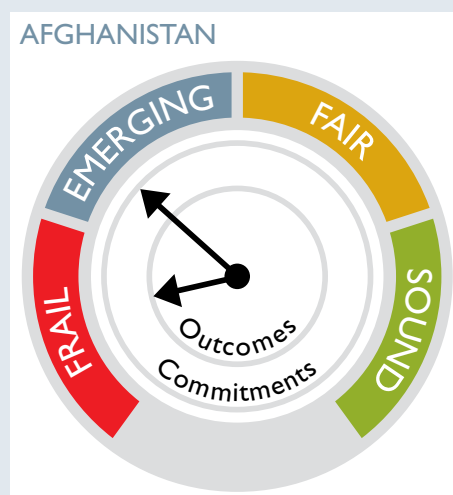 AFGHANISTAN
EMERGING
FAIR
FRAIL
SOUND
Outcomes
Commitments